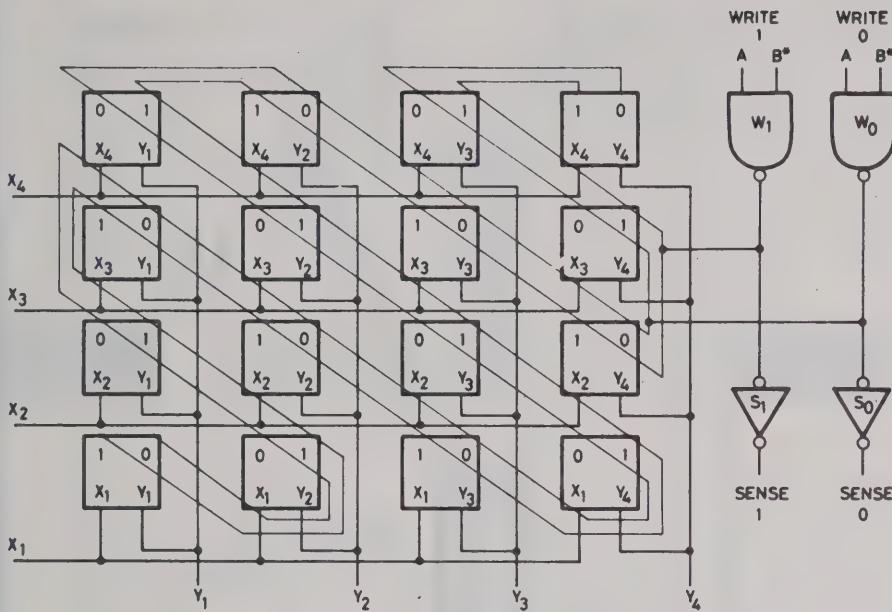 WRITE WRITE
1 0
A B* A B*
W1 W0
0 1 1 0 0 1 1 0
X4 Y1 X4 Y2 X4 Y3 X4 Y4
X4
1 0 0 1 1 0 0 1
X3 Y1 X3 Y2 X3 Y3 X3 Y4
X3
0 1 1 0 0 1 1 0
X2 Y1 X2 Y2 X2 Y3 X2 Y4
S1 S0
X2
1 0 0 1 1 0 0 1
X1 Y1 X1 Y2 X1 Y3 X1 Y4
SENSE SENSE
1 0
X1
Y1 Y2 Y3 Y4